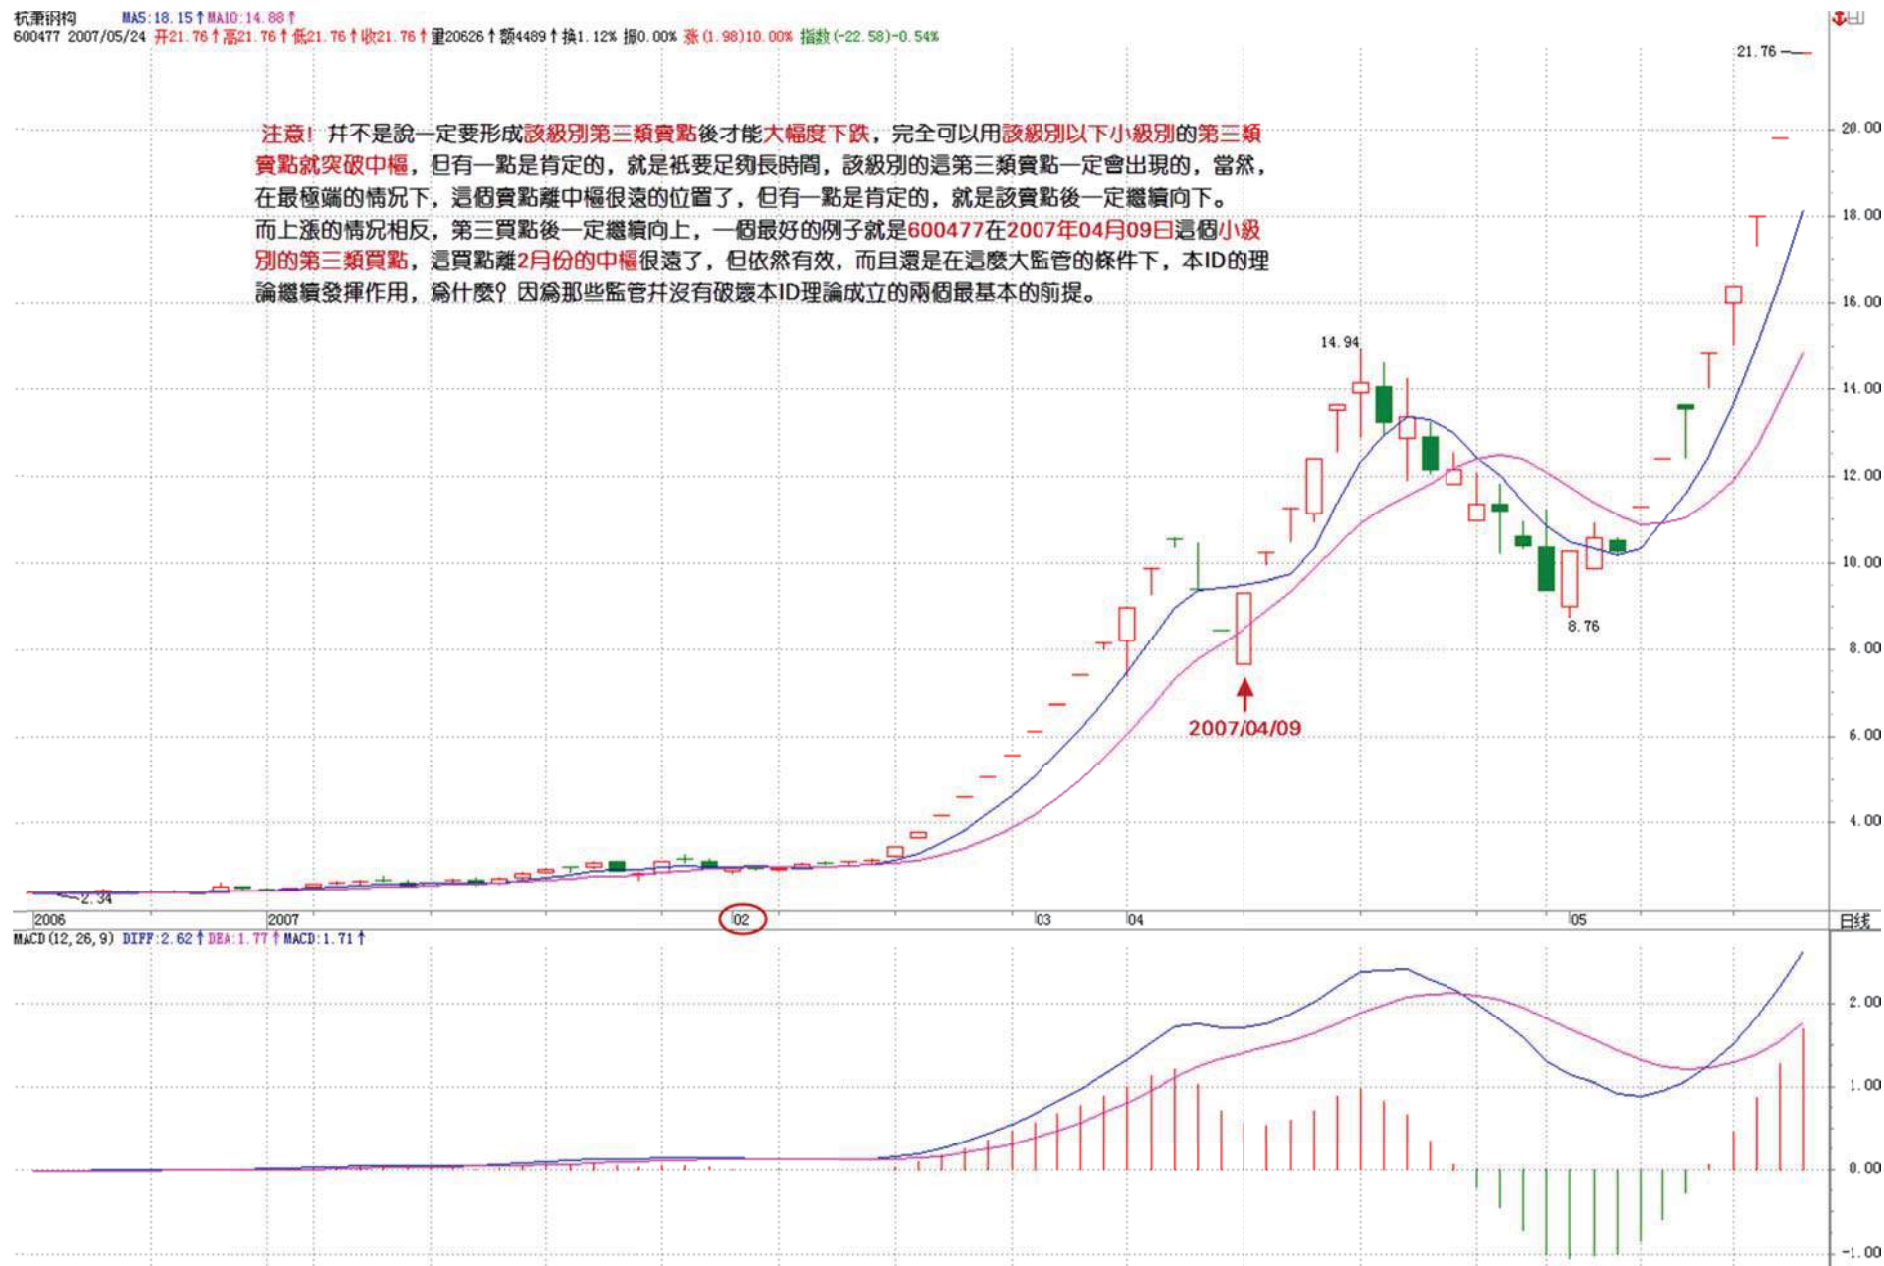 杭萧钢构 MA5:18.15↑MA10:14.88↑
600477 2007/05/24 开21.76↑高21.76↑低21.76↑收21.76↑量20626↑额4489↑换1.12% 振0.00% 涨(1.98)10.00% 指数(-22.58)-0.54%
21.76
注意！并不是說一定要形成該級別第三類賣點後才能大幅度下跌，完全可以用該級別以下小級別的第三類
賣點就突破中樞，但有一點是肯定的，就是衹要足夠長時間，該級別的這第三類賣點一定會出現的，當然，
在最極端的情况下，這個賣點離中樞很遠的位置了，但有一點是肯定的，就是該賣點後一定繼續向下。
而上漲的情况相反，第三買點後一定繼續向上，一個最好的例子就是600477在2007年04月09日這個小級
別的第三類買點，這買點離2月份的中樞很遠了，但依然有效，而且還是在這麽大監管的條件下，本ID的理
論繼續發揮作用，爲什麽？因爲那些監管并沒有破壞本ID理論成立的兩個最基本的前提。
20.00
18.00
16.00
14.94
14.00
12.00
10.00
8.76
8.00
2007/04/09
6.00
4.00
2.34
2006 2007 02 03 04 05 日线
MACD(12,26,9) DIFF:2.62↑DEA:1.77↑MACD:1.71↑
2.00
1.00
0.00
-1.00